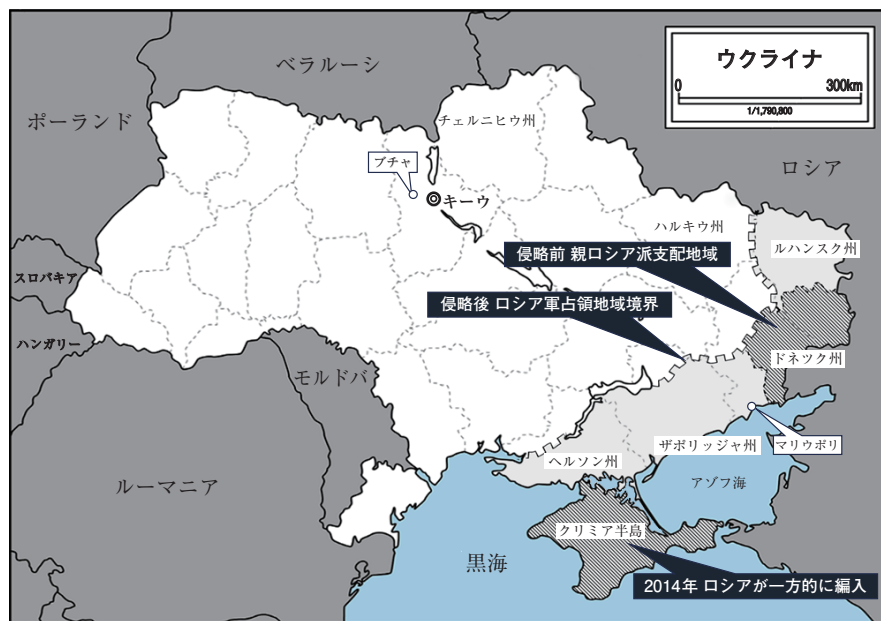 ウクライナ
0 300km
1/1,790,800
ベラルーシ
ポーランド
チェルニヒウ州
ブチャ
ロシア
キーウ
ハルキウ州
ルハンスク州
侵略前 親ロシア派支配地域
スロバキア
侵略後 ロシア軍占領地域境界
ハンガリー
ドネツク州
モルドバ
マリウポリ
ザポリッジャ州
ヘルソン州
アゾフ海
ルーマニア
クリミア半島
黒海
2014年 ロシアが一方的に編入